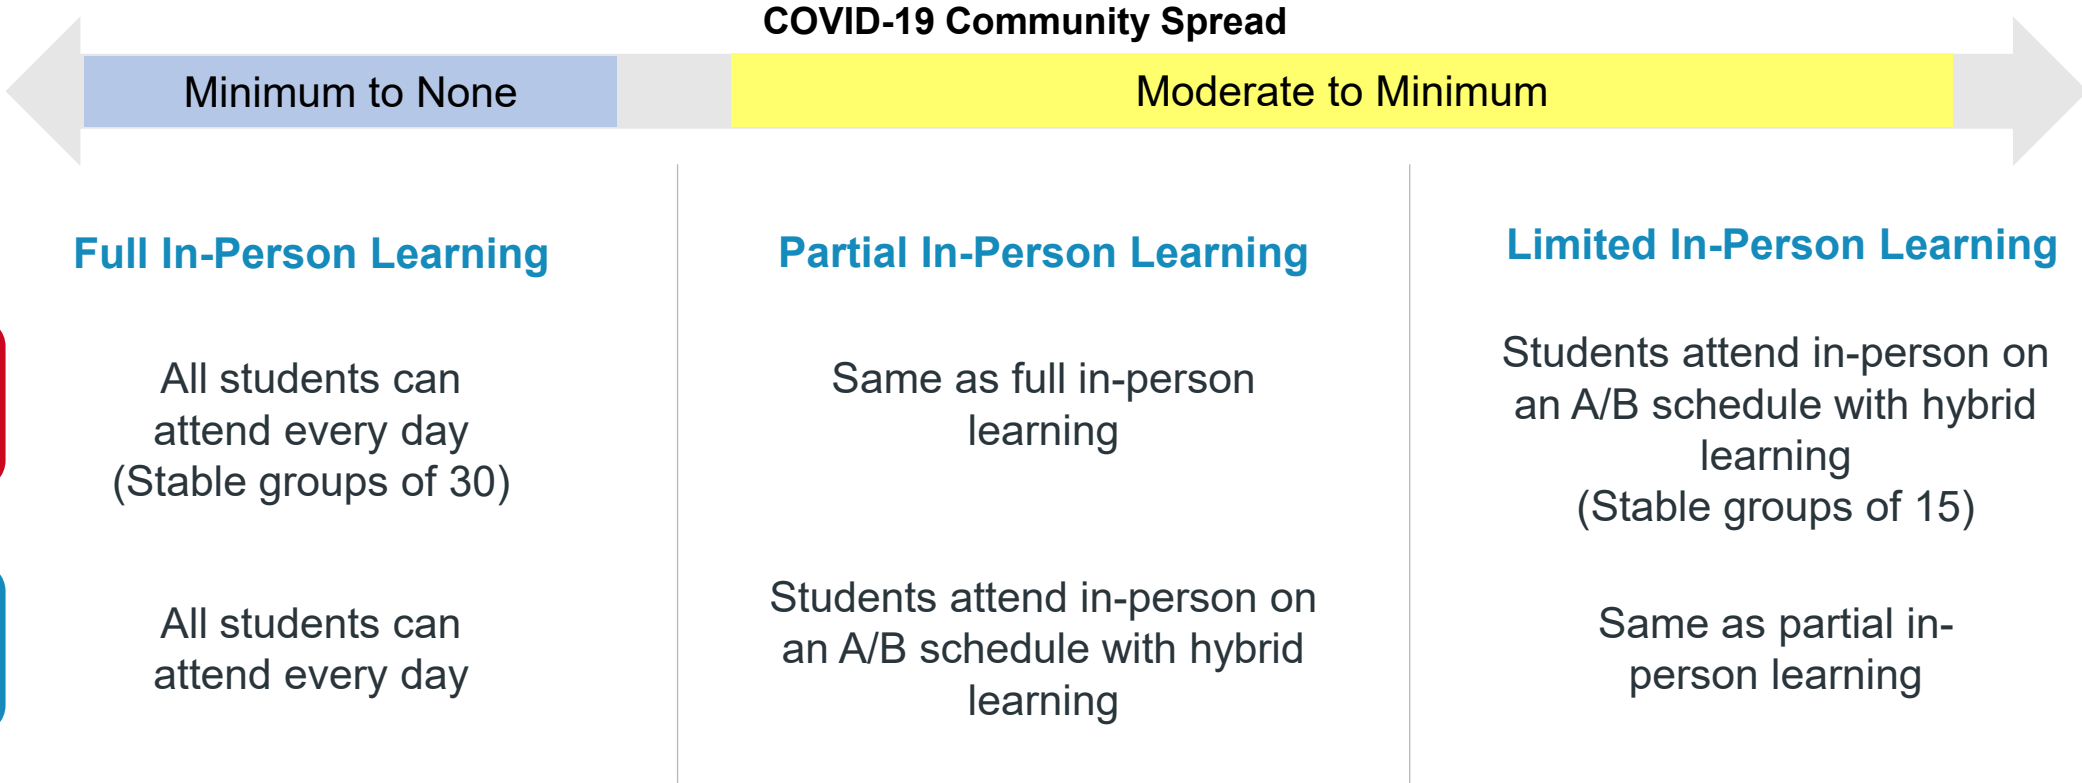 COVID-19 Community Spread
Minimum to None
Moderate to Minimum
Full In-Person Learning
Partial In-Person Learning
Limited In-Person Learning
All students can
attend every day
(Stable groups of 30)
Same as full in-person
learning
Students attend in-person on
an A/B schedule with hybrid
learning
(Stable groups of 15)
All students can
attend every day
Students attend in-person on
an A/B schedule with hybrid
learning
Same as partial in-
person learning